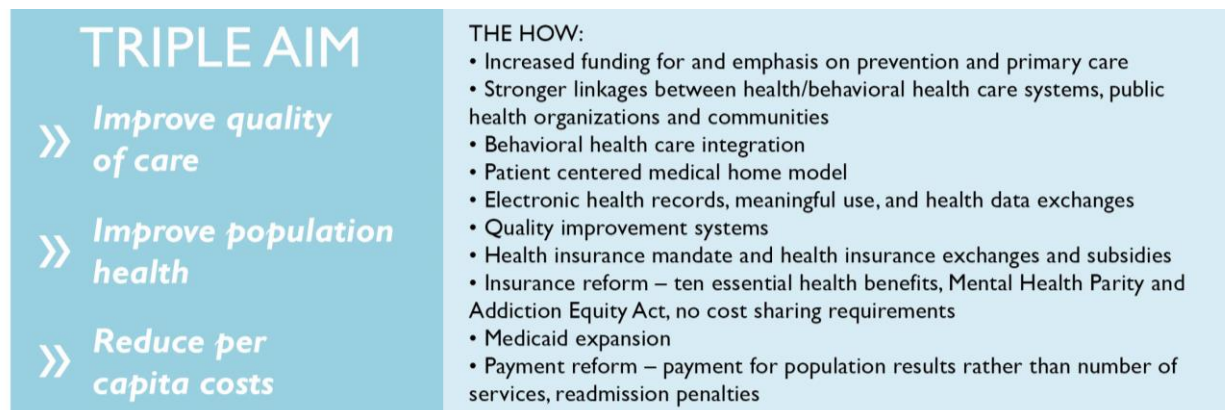 TRIPLE AIM
» Improve quality
of care
» Improve population
health
» Reduce per
capita costs
THE HOW:
• Increased funding for and emphasis on prevention and primary care
• Stronger linkages between health/behavioral health care systems, public
health organizations and communities
• Behavioral health care integration
• Patient centered medical home model
• Electronic health records, meaningful use, and health data exchanges
• Quality improvement systems
• Health insurance mandate and health insurance exchanges and subsidies
• Insurance reform – ten essential health benefits, Mental Health Parity and
Addiction Equity Act, no cost sharing requirements
• Medicaid expansion
• Payment reform – payment for population results rather than number of
services, readmission penalties